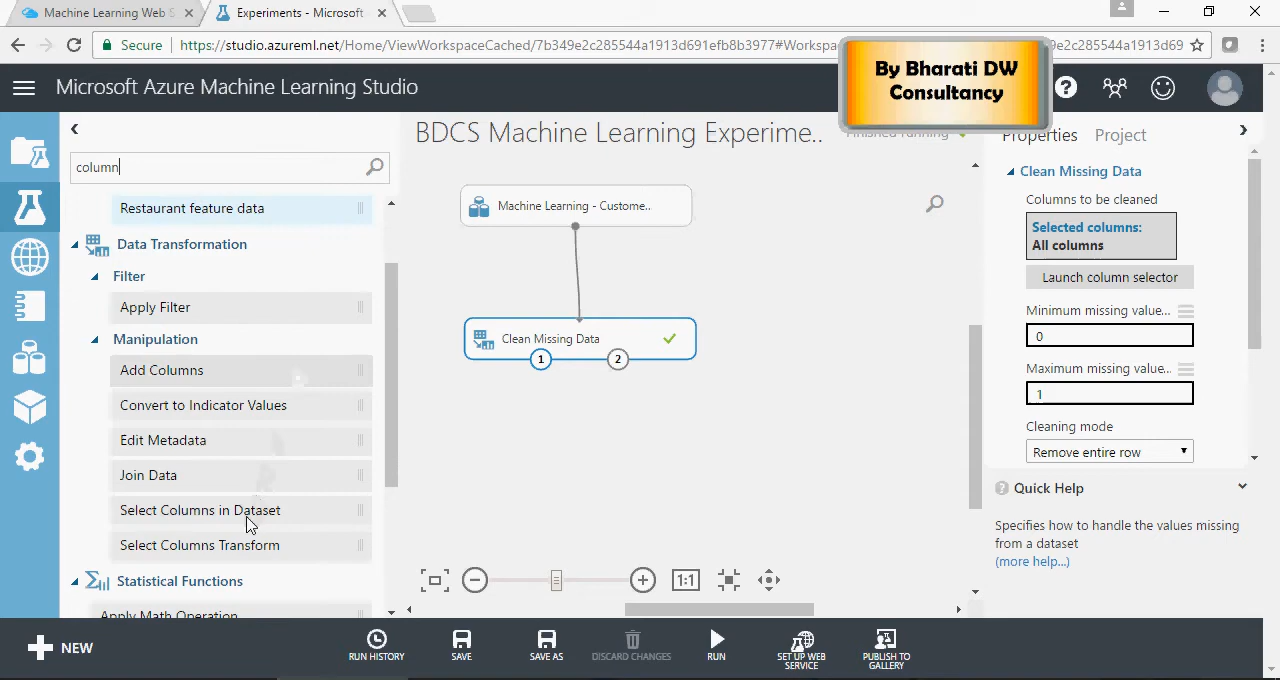 Machine Learning Web S
Experiments - Microsoft
Secure
https://studio.azureml.net/Home/ViewWorkspaceCached/7b349e2c285544a1913d691efb8b3977#Workspa
9e2c285544a1913d69
By Bharati DW
Consultancy
Microsoft Azure Machine Learning Studio
column
Restaurant feature data
Data Transformation
Filter
Apply Filter
Manipulation
Add Columns
Convert to Indicator Values
Edit Metadata
Join Data
Select Columns in Dataset
Select Columns Transform
Statistical Functions
Apply Math Operation
BDCS Machine Learning Experime..
Finished running
Machine Learning - Custome..
Clean Missing Data
1
2
1:1
Properties
Project
Clean Missing Data
Columns to be cleaned
Selected columns:
All columns
Launch column selector
Minimum missing value...
0
Maximum missing value...
1
Cleaning mode
Remove entire row
Quick Help
Specifies how to handle the values missing
from a dataset
(more help...)
NEW
RUN HISTORY
SAVE
SAVE AS
DISCARD CHANGES
RUN
SET UP WEB
SERVICE
PUBLISH TO
GALLERY